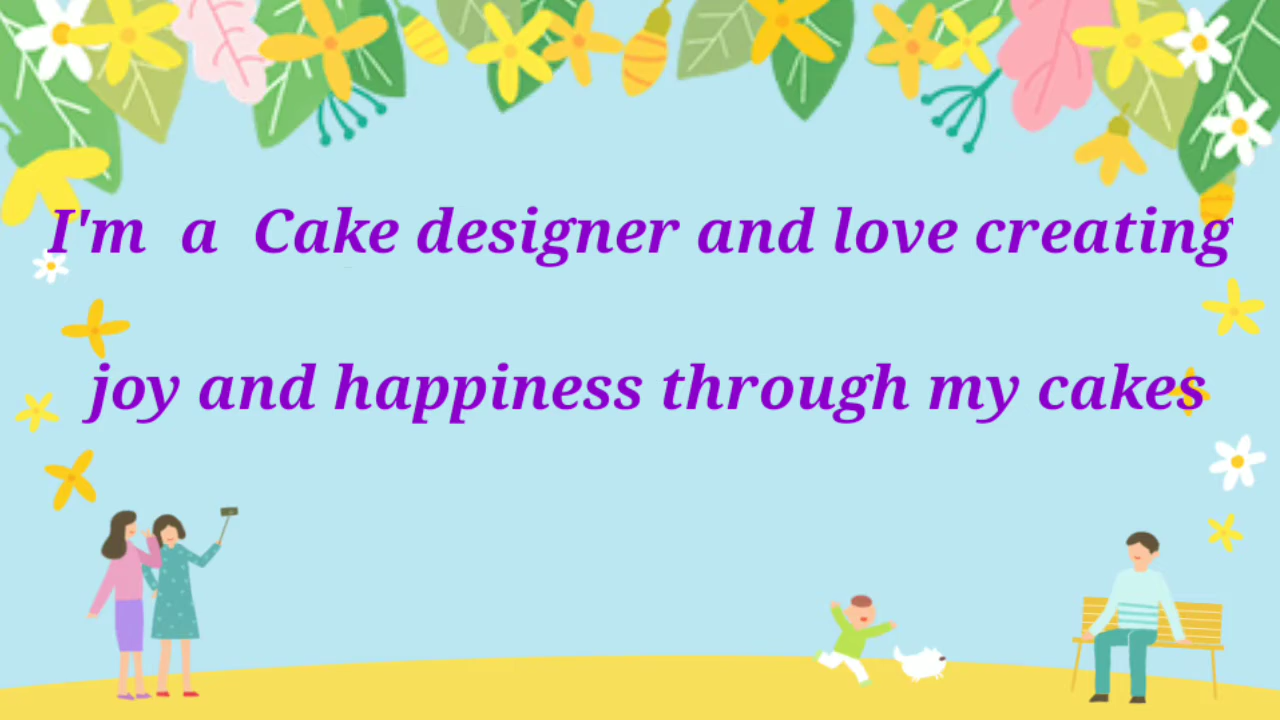 I'm a Cake designer and love creating
joy and happiness through my cakes